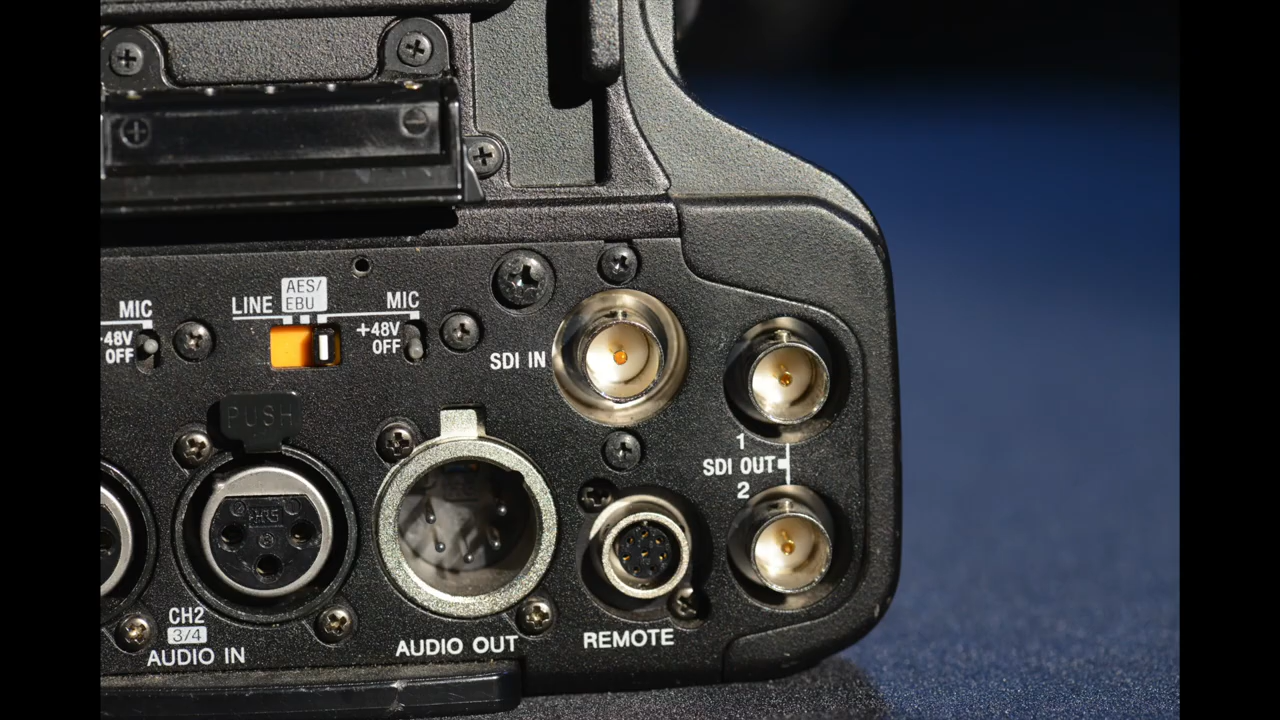 MIC
+48V
OFF
LINE
AES/
EBU
MIC
+48V
OFF
SDI IN
PUSH
1
SDI OUT
2
CH2
3/4
AUDIO IN
AUDIO OUT
REMOTE